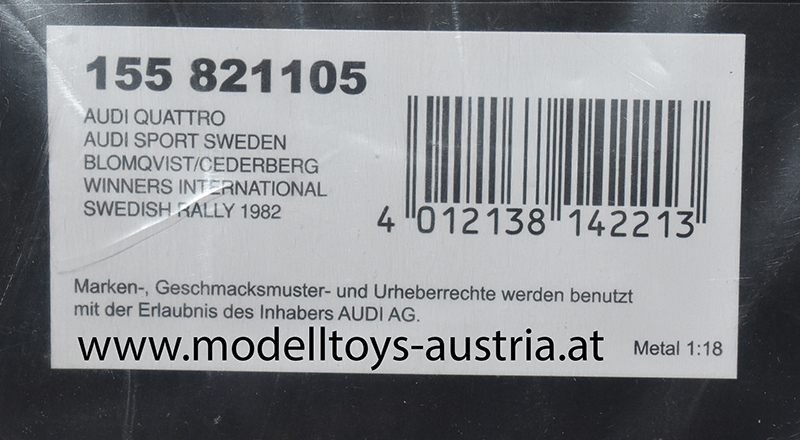 155 821105
AUDI QUATTRO
AUDI SPORT SWEDEN
BLOMQVIST/CEDERBERG
WINNERS INTERNATIONAL
SWEDISH RALLY 1982
4 012138 142213
Marken-, Geschmacksmuster- und Urheberrechte werden benutzt
mit der Erlaubnis des Inhabers AUDI AG.
www.modelltoys-austria.at
Metal 1:18